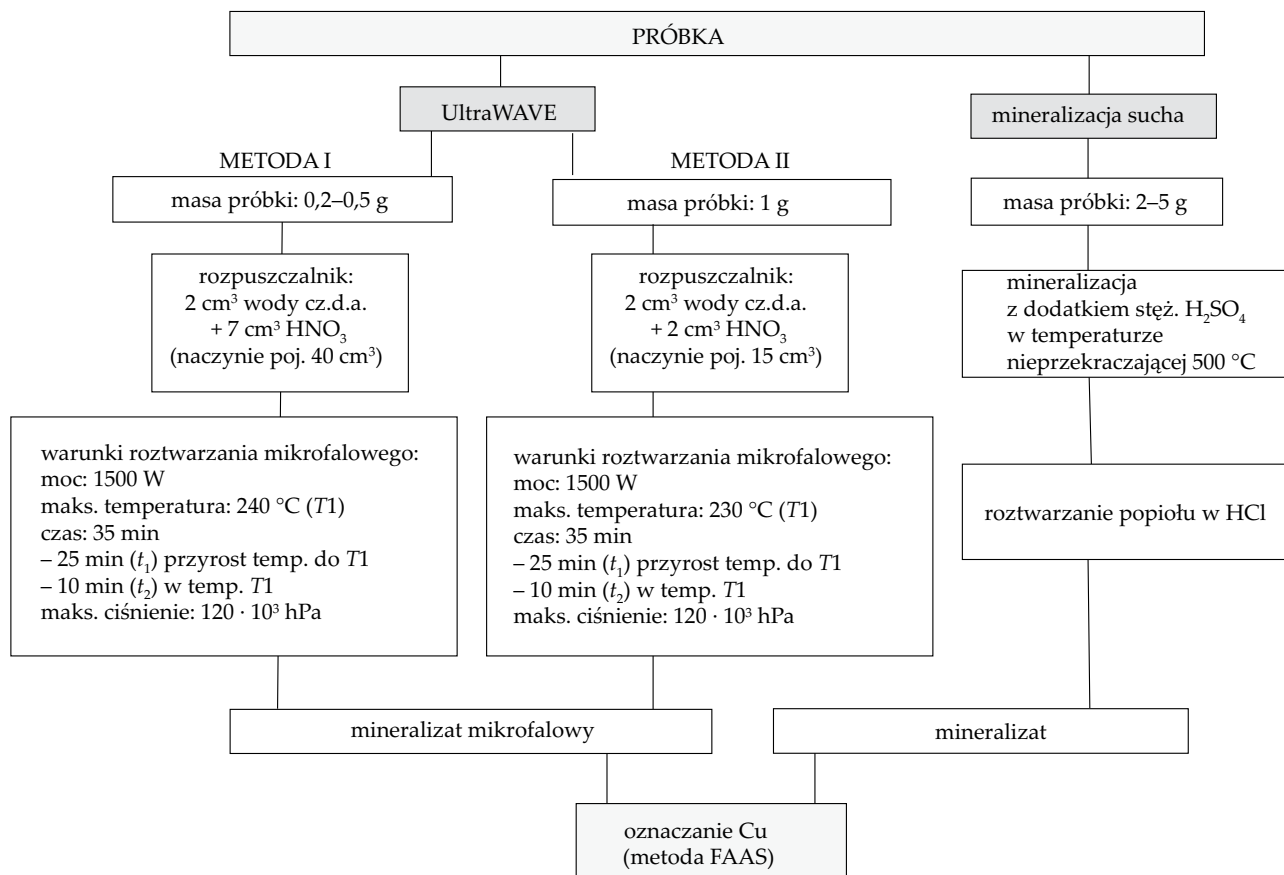 PRÓBKA
UltraWAVE
mineralizacja sucha
METODA I
masa próbki: 0,2–0,5 g
rozpuszczalnik:
2 cm³ wody cz.d.a.
+ 7 cm³ HNO₃
(naczynie poj. 40 cm³)
warunki roztwarzania mikrofalowego:
moc: 1500 W
maks. temperatura: 240 °C (T1)
czas: 35 min
– 25 min (t₁) przyrost temp. do T1
– 10 min (t₂) w temp. T1
maks. ciśnienie: 120 · 10³ hPa
METODA II
masa próbki: 1 g
rozpuszczalnik:
2 cm³ wody cz.d.a.
+ 2 cm³ HNO₃
(naczynie poj. 15 cm³)
warunki roztwarzania mikrofalowego:
moc: 1500 W
maks. temperatura: 230 °C (T1)
czas: 35 min
– 25 min (t₁) przyrost temp. do T1
– 10 min (t₂) w temp. T1
maks. ciśnienie: 120 · 10³ hPa
masa próbki: 2–5 g
mineralizacja
z dodatkiem stęż. H₂SO₄
w temperaturze
nieprzekraczającej 500 °C
roztwarzanie popiołu w HCl
mineralizat mikrofalowy
mineralizat
oznaczanie Cu
(metoda FAAS)